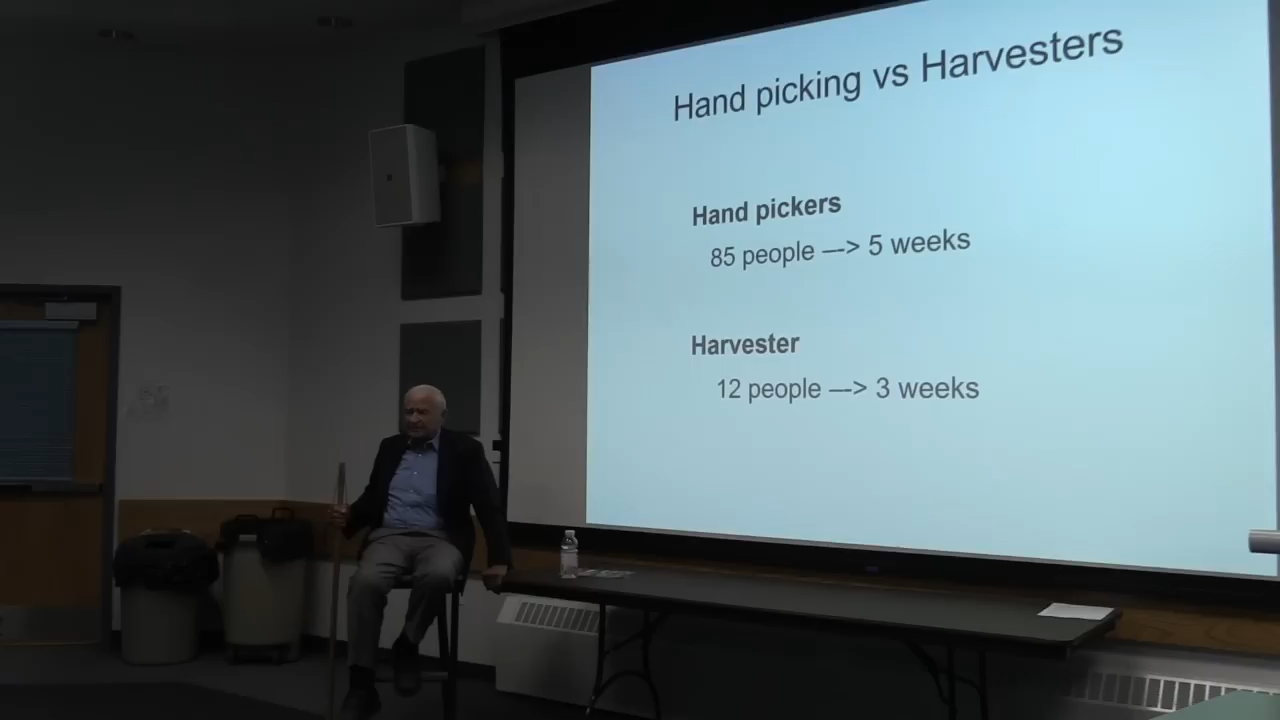 Hand picking vs Harvesters
Hand pickers
85 people —> 5 weeks
Harvester
12 people —> 3 weeks